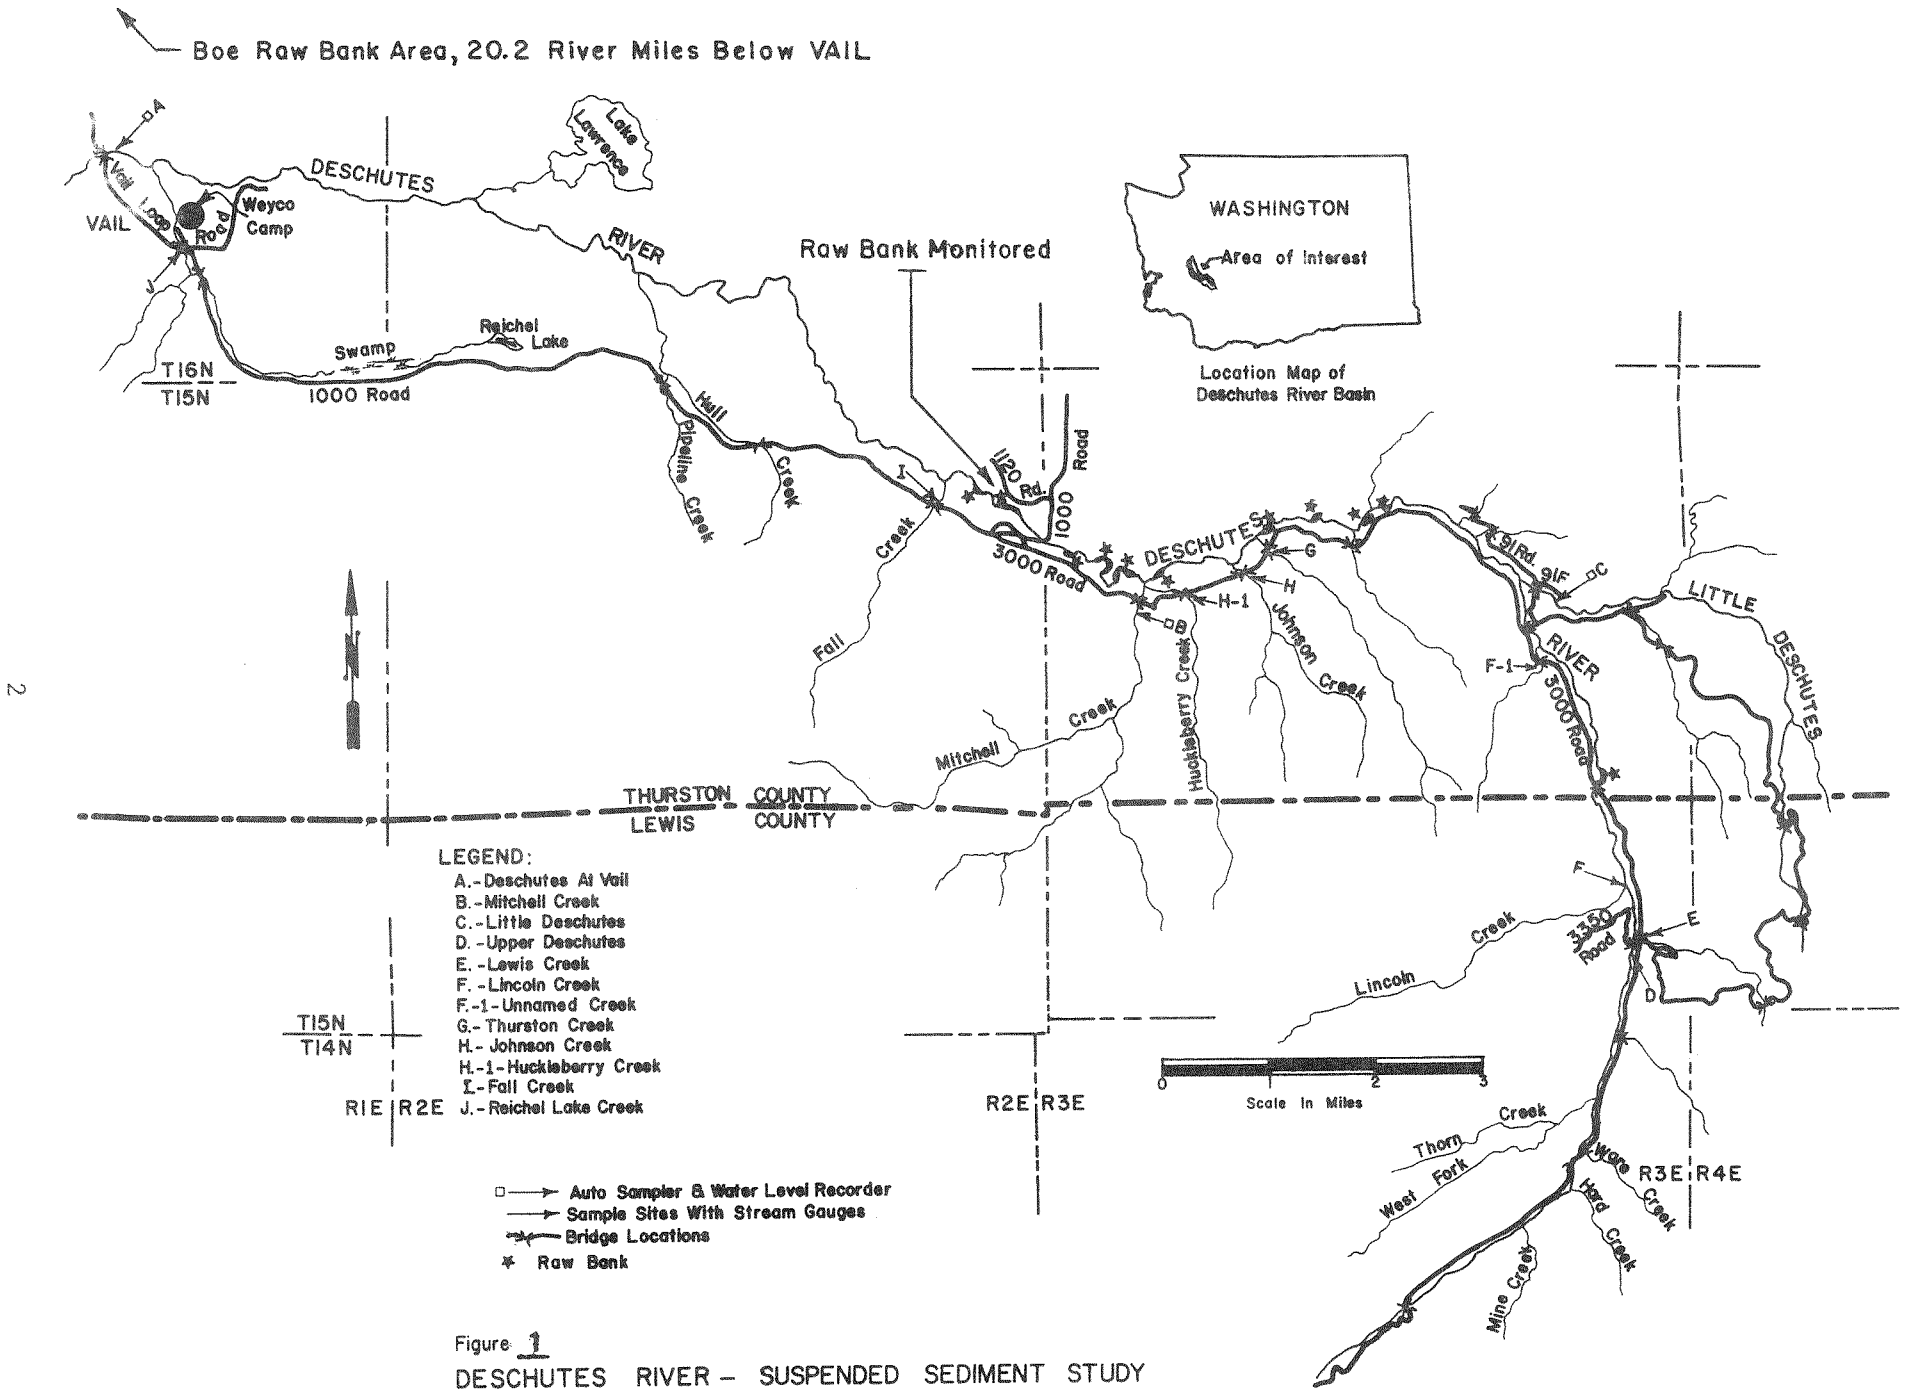 Boe Raw Bank Area, 20.2 River Miles Below VAIL
A
Lake
Lawrence
DESCHUTES
Vail
Loop
Road
Weyco
Camp
VAIL
RIVER
Raw Bank Monitored
WASHINGTON
Area of Interest
Location Map of
Deschutes River Basin
J
Reichel
Lake
Swamp
T16N
T15N
1000 Road
Hull
Creek
Pipeline Creek
I
1120
Rd.
1000
Road
Fall
Creek
3000 Road
DESCHUTES
G
H
H-1
B
91Rd.
91F
C
LITTLE
DESCHUTES
RIVER
F-1
3000 Road
Johnson
Creek
Huckleberry Creek
Mitchell
Creek
N
2
THURSTON COUNTY
LEWIS COUNTY
LEGEND:
A.-Deschutes At Vail
B.-Mitchell Creek
C.-Little Deschutes
D.-Upper Deschutes
E.-Lewis Creek
F.-Lincoln Creek
F.-1-Unnamed Creek
G.-Thurston Creek
H.-Johnson Creek
H.-1-Huckleberry Creek
I.-Fall Creek
J.-Reichel Lake Creek
F
E
3350
Road
D
Lincoln
Creek
T15N
T14N
R1E R2E
R2E R3E
0 1 2 3
Scale In Miles
Thorn
Creek
West
Fork
Ware
Creek
Hard
Creek
Mine Creek
R3E R4E
Auto Sampler & Water Level Recorder
Sample Sites With Stream Gauges
Bridge Locations
Raw Bank
Figure 1
DESCHUTES RIVER – SUSPENDED SEDIMENT STUDY